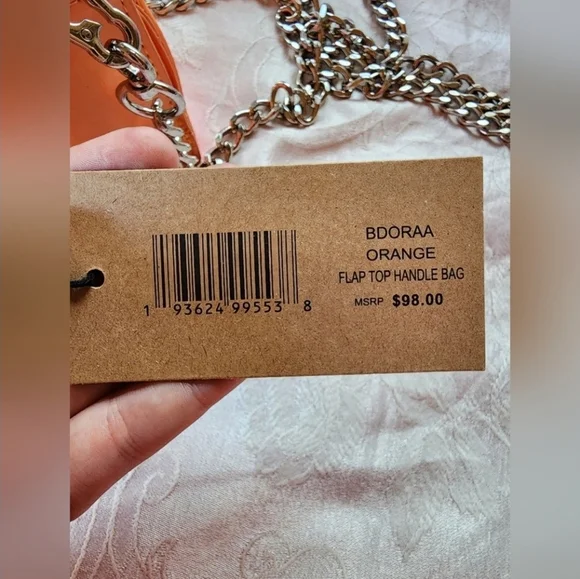 BDORAA
ORANGE
FLAP TOP HANDLE BAG
MSRP $98.00
1 93624 99553 8